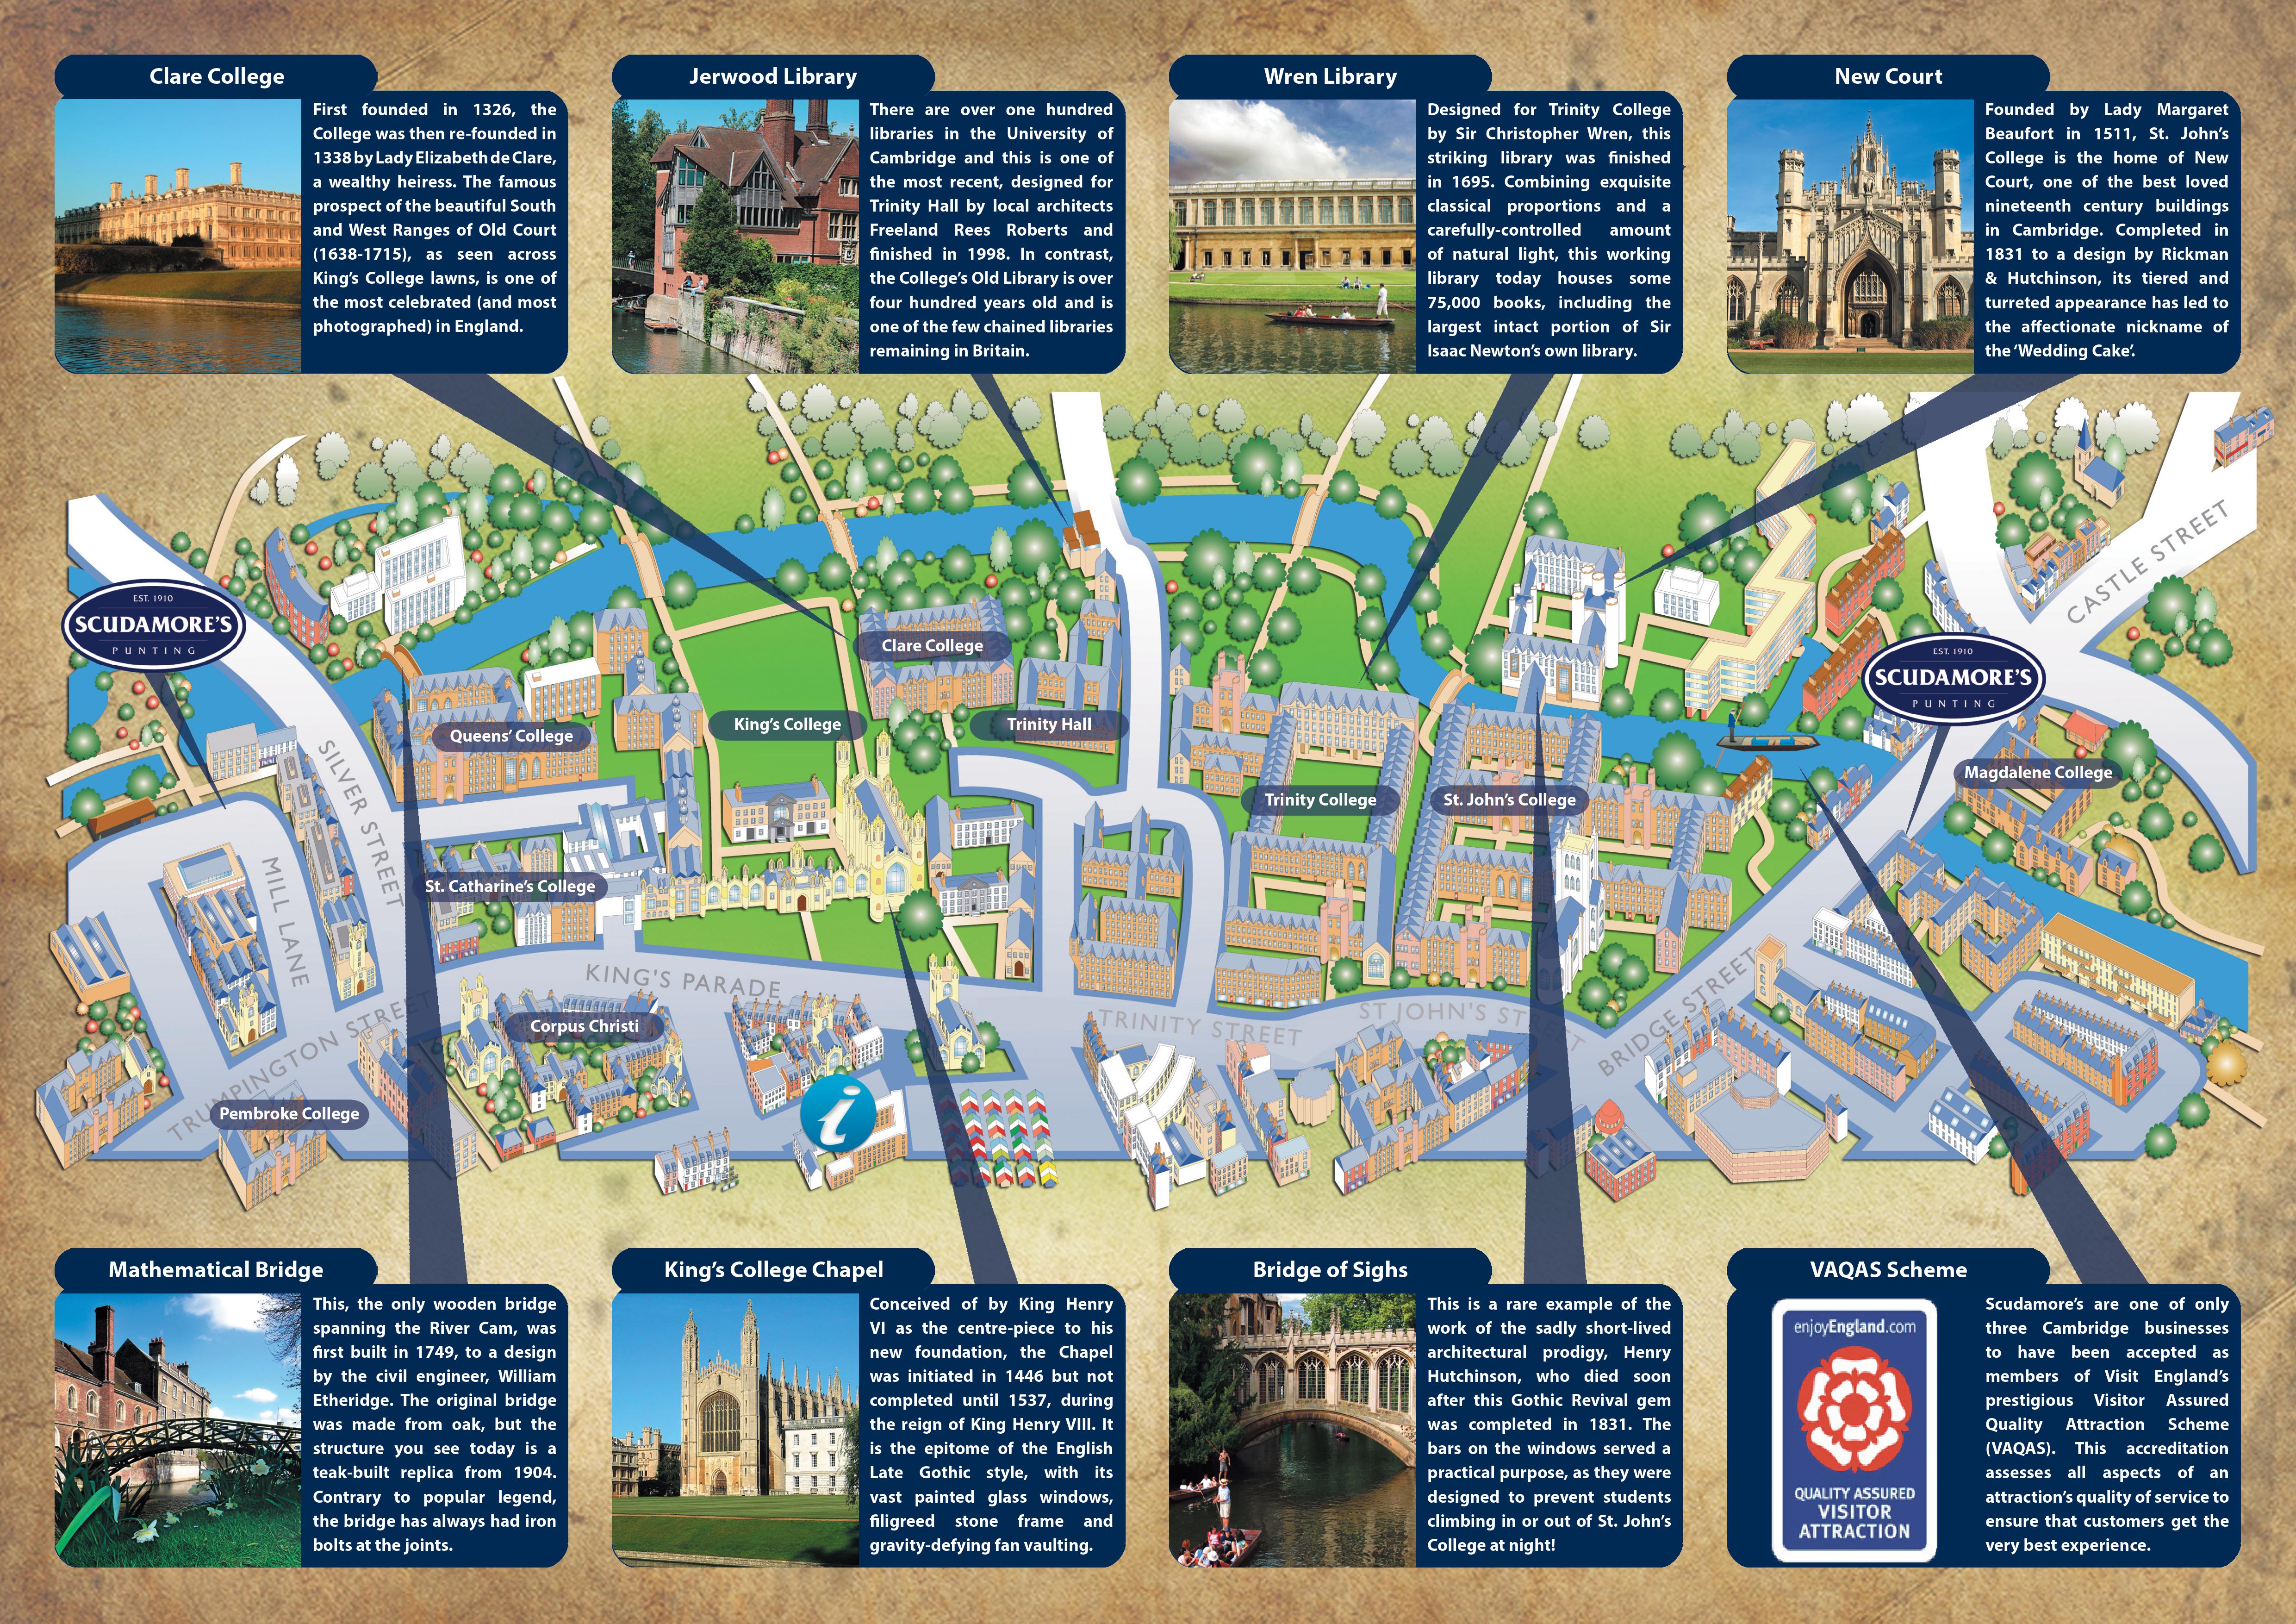 Clare College
First founded in 1326, the
College was then re-founded in
1338 by Lady Elizabeth de Clare,
a wealthy heiress. The famous
prospect of the beautiful South
and West Ranges of Old Court
(1638-1715), as seen across
King's College lawns, is one of
the most celebrated (and most
photographed) in England.
Jerwood Library
There are over one hundred
libraries in the University of
Cambridge and this is one of
the most recent, designed for
Trinity Hall by local architects
Freeland Rees Roberts and
finished in 1998. In contrast,
the College's Old Library is over
four hundred years old and is
one of the few chained libraries
remaining in Britain.
Wren Library
Designed for Trinity College
by Sir Christopher Wren, this
striking library was finished
in 1695. Combining exquisite
classical proportions and a
carefully-controlled amount
of natural light, this working
library today houses some
75,000 books, including the
largest intact portion of Sir
Isaac Newton's own library.
New Court
Founded by Lady Margaret
Beaufort in 1511, St. John's
College is the home of New
Court, one of the best loved
nineteenth century buildings
in Cambridge. Completed in
1831 to a design by Rickman
& Hutchinson, its tiered and
turreted appearance has led to
the affectionate nickname of
the 'Wedding Cake'.
EST. 1910
SCUDAMORE'S
PUNTING
CASTLE STREET
EST. 1910
SCUDAMORE'S
PUNTING
Clare College
King's College
Trinity Hall
Queens' College
SILVER STREET
Trinity College
St. John's College
Magdalene College
MILL LANE
St. Catharine's College
KING'S PARADE
Corpus Christi
TRINITY STREET
ST JOHN'S ST
T
BRIDGE STREET
TRUMPINGTON STREET
Pembroke College
i
Mathematical Bridge
This, the only wooden bridge
spanning the River Cam, was
first built in 1749, to a design
by the civil engineer, William
Etheridge. The original bridge
was made from oak, but the
structure you see today is a
teak-built replica from 1904.
Contrary to popular legend,
the bridge has always had iron
bolts at the joints.
King's College Chapel
Conceived of by King Henry
VI as the centre-piece to his
new foundation, the Chapel
was initiated in 1446 but not
completed until 1537, during
the reign of King Henry VIII. It
is the epitome of the English
Late Gothic style, with its
vast painted glass windows,
filigreed stone frame and
gravity-defying fan vaulting.
Bridge of Sighs
This is a rare example of the
work of the sadly short-lived
architectural prodigy, Henry
Hutchinson, who died soon
after this Gothic Revival gem
was completed in 1831. The
bars on the windows served a
practical purpose, as they were
designed to prevent students
climbing in or out of St. John's
College at night!
VAQAS Scheme
enjoyEngland.com
QUALITY ASSURED
VISITOR
ATTRACTION
Scudamore's are one of only
three Cambridge businesses
to have been accepted as
members of Visit England's
prestigious Visitor Assured
Quality Attraction Scheme
(VAQAS). This accreditation
assesses all aspects of an
attraction's quality of service to
ensure that customers get the
very best experience.